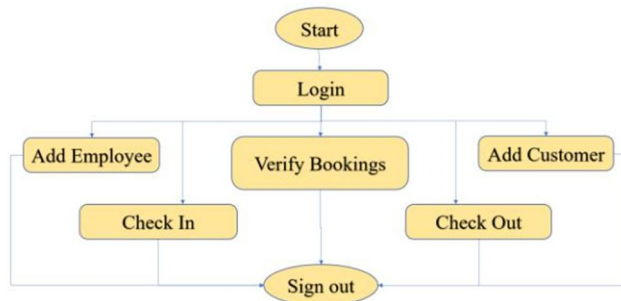 Start
Login
Add Employee
Verify Bookings
Add Customer
Check In
Check Out
Sign out